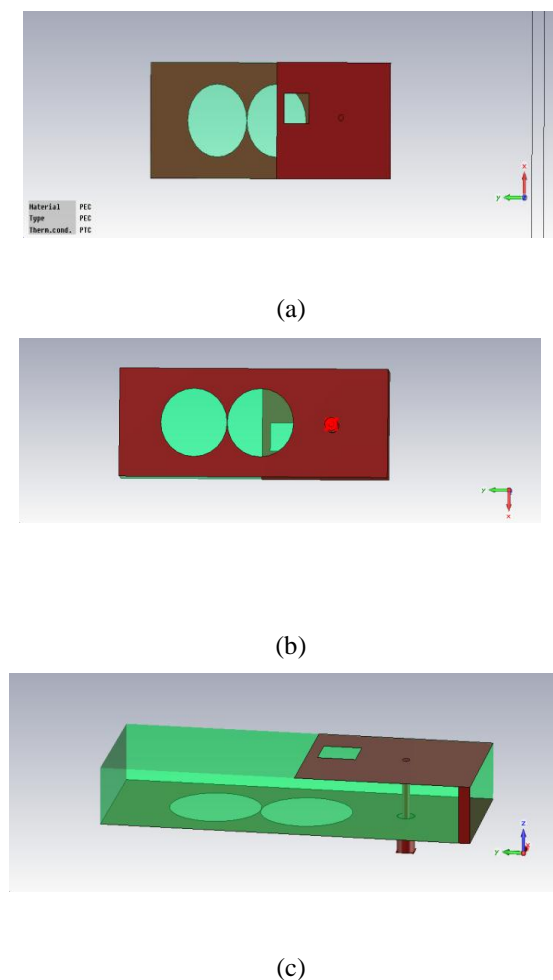 x
y
Material PEC
Type PEC
Therm.cond. PTC
(a)
y
x
(b)
z
y
(c)